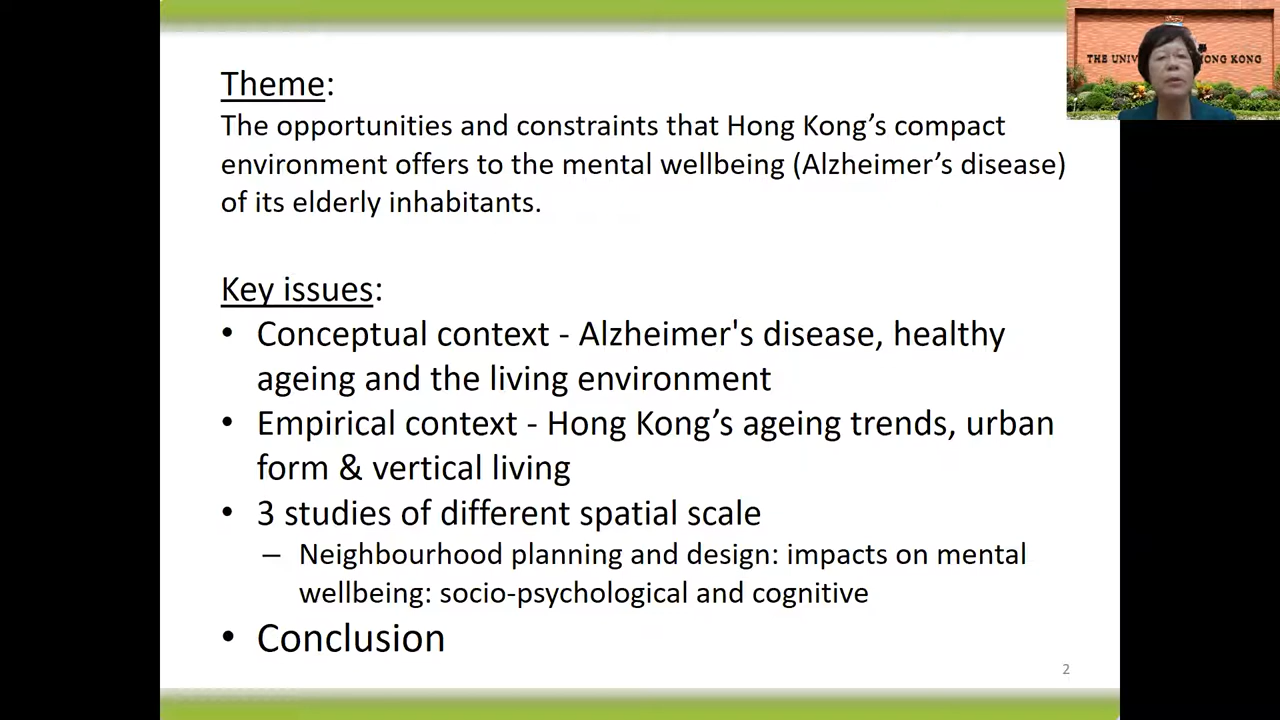 Theme:
The opportunities and constraints that Hong Kong’s compact
environment offers to the mental wellbeing (Alzheimer’s disease)
of its elderly inhabitants.
Key issues:
• Conceptual context - Alzheimer's disease, healthy
ageing and the living environment
• Empirical context - Hong Kong’s ageing trends, urban
form & vertical living
• 3 studies of different spatial scale
– Neighbourhood planning and design: impacts on mental
wellbeing: socio-psychological and cognitive
• Conclusion
2
THE UNIV HONG KONG